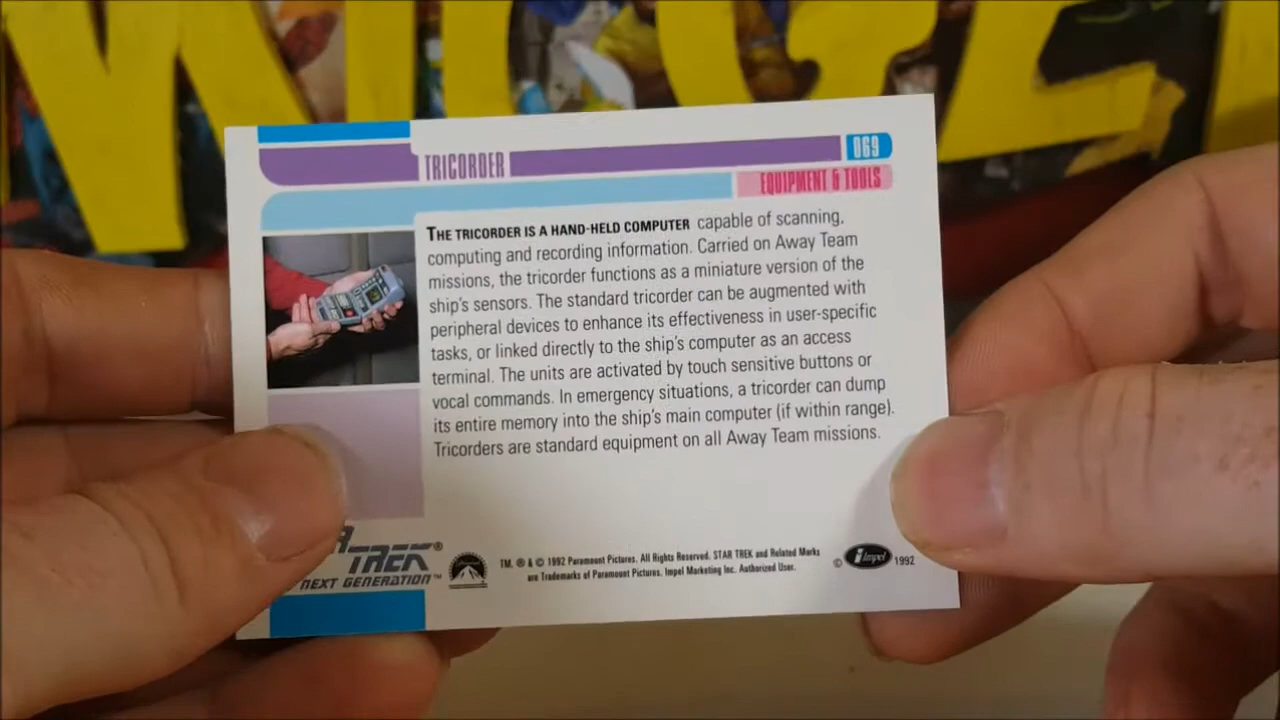 TRICORDER
069
EQUIPMENT & TOOLS
THE TRICORDER IS A HAND-HELD COMPUTER capable of scanning,
computing and recording information. Carried on Away Team
missions, the tricorder functions as a miniature version of the
ship's sensors. The standard tricorder can be augmented with
peripheral devices to enhance its effectiveness in user-specific
tasks, or linked directly to the ship's computer as an access
terminal. The units are activated by touch sensitive buttons or
vocal commands. In emergency situations, a tricorder can dump
its entire memory into the ship's main computer (if within range).
Tricorders are standard equipment on all Away Team missions.
TREK®
NEXT GENERATION™
TM, ® & © 1992 Paramount Pictures. All Rights Reserved. STAR TREK and Related Marks
are Trademarks of Paramount Pictures. Impel Marketing Inc. Authorized User.
© Impel 1992